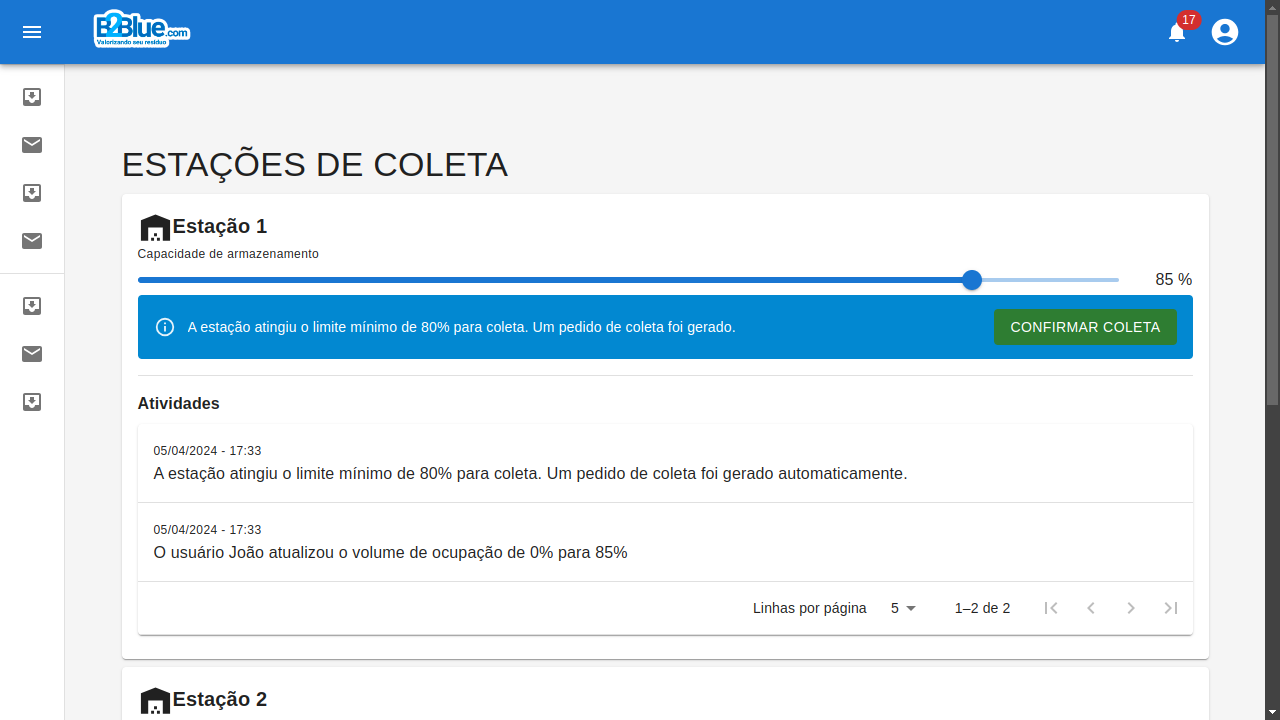 B2Blue.com
Valorizando seu resíduo
17
ESTAÇÕES DE COLETA
Estação 1
Capacidade de armazenamento
85 %
A estação atingiu o limite mínimo de 80% para coleta. Um pedido de coleta foi gerado.
CONFIRMAR COLETA
Atividades
05/04/2024 - 17:33
A estação atingiu o limite mínimo de 80% para coleta. Um pedido de coleta foi gerado automaticamente.
05/04/2024 - 17:33
O usuário João atualizou o volume de ocupação de 0% para 85%
Linhas por página 5 1–2 de 2
Estação 2